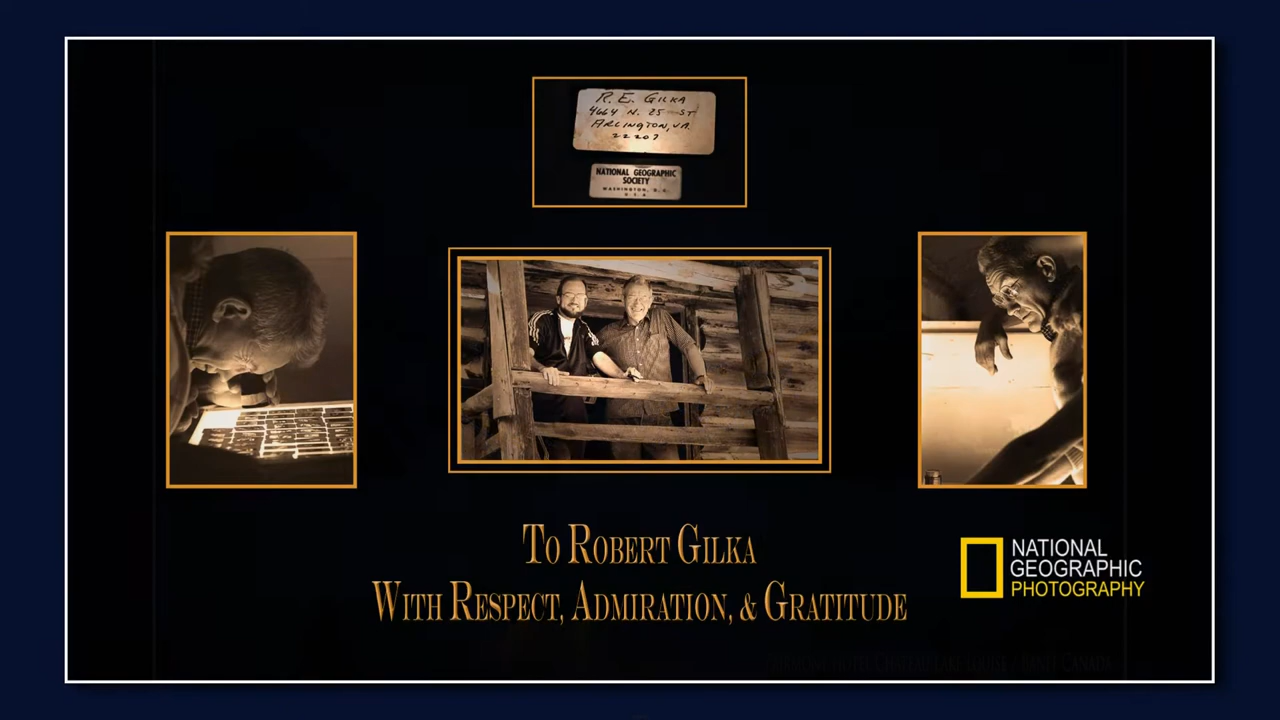 R. E. GILKA
4664 N. 25 ST
ARLINGTON, VA.
22207
NATIONAL GEOGRAPHIC
SOCIETY
WASHINGTON, D. C.
U. S. A.
TO ROBERT GILKA
WITH RESPECT, ADMIRATION, & GRATITUDE
NATIONAL
GEOGRAPHIC
PHOTOGRAPHY